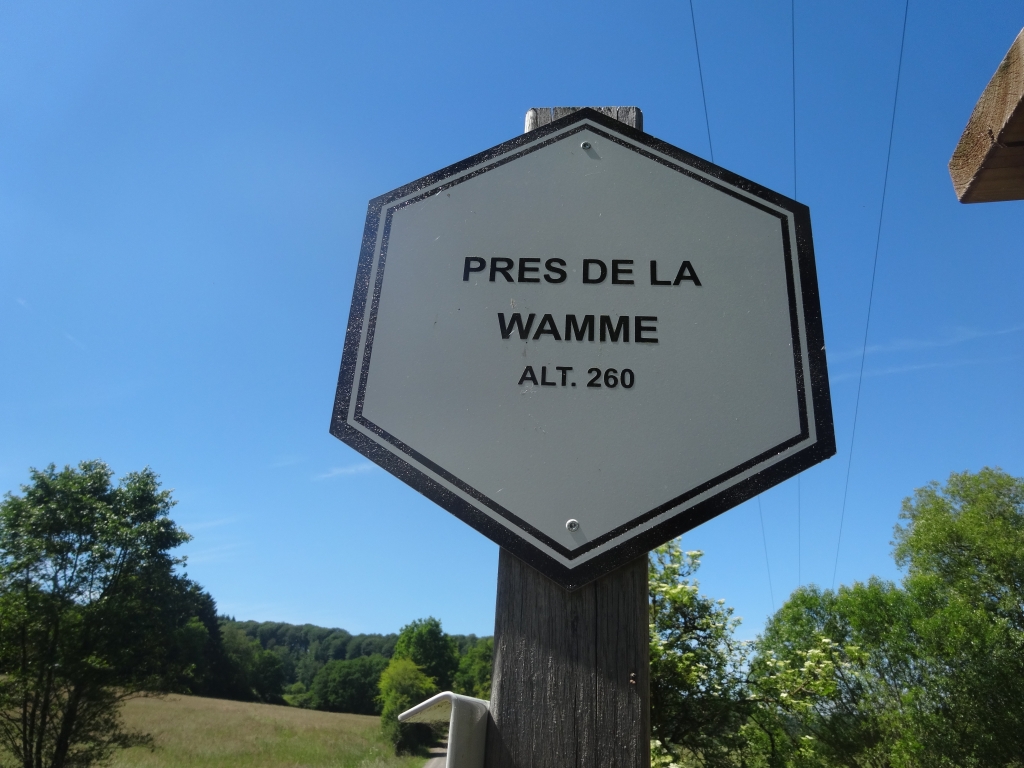 PRES DE LA
WAMME
ALT. 260